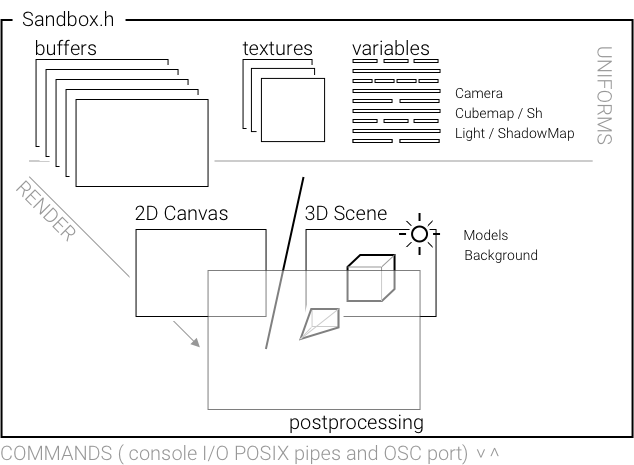 Sandbox.h
buffers
textures
variables
UNIFORMS
Camera
Cubemap / Sh
Light / ShadowMap
RENDER
2D Canvas
3D Scene
Models
Background
postprocessing
COMMANDS ( console I/O POSIX pipes and OSC port) ˅ ˄